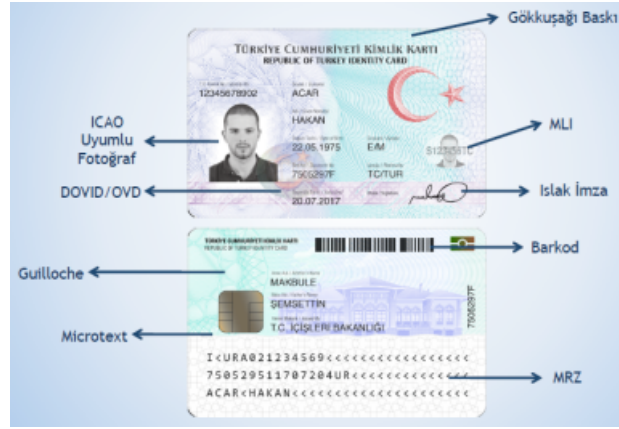 Gökkuşağı Baskı
TÜRKİYE CUMHURİYETİ KİMLİK KARTI
REPUBLIC OF TURKEY IDENTITY CARD
12345678902
ACAR
HAKAN
ICAO
Uyumlu
Fotoğraf
MLI
22.05.1975
E/M
7505297F
TC/TUR
DOVID/OVD
Islak İmza
20.07.2017
TÜRKİYE CUMHURİYETİ KİMLİK KARTI
REPUBLIC OF TURKEY IDENTITY CARD
Barkod
Guilloche
MAKBULE
ŞEMSETTİN
7505297F
Microtext
T.C. İÇİŞLERİ BAKANLIĞI
I<URA021234569<<<<<<<<<<<<<<<<
750529511707204UR<<<<<<<<<<<<<
MRZ
ACAR<HAKAN<<<<<<<<<<<<<<<<<<<<